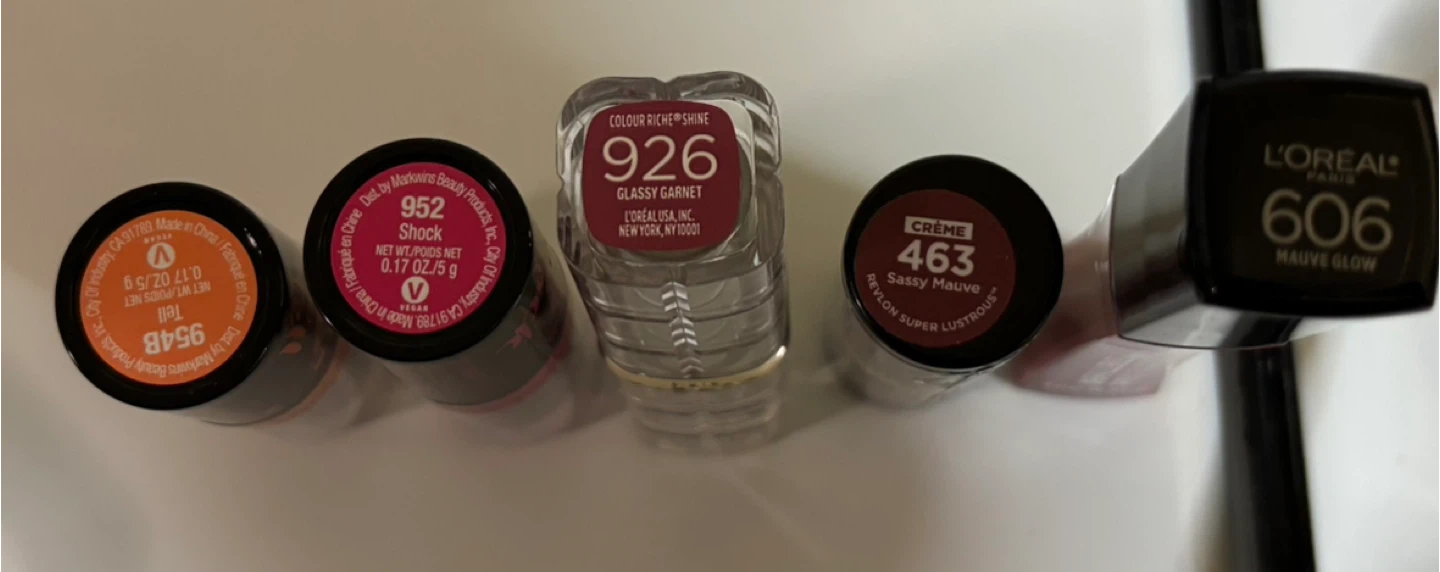 954B
Tell
NET WT./POIDS NET
0.17 OZ./5 g
VEGAN
Dist. by Markwins Beauty Products, Inc., City Of Industry, CA 91789. Made in China / Fabriqué en Chine
952
Shock
NET WT./POIDS NET
0.17 OZ./5 g
VEGAN
Dist. by Markwins Beauty Products, Inc., City Of Industry, CA 91789. Made in China / Fabriqué en Chine
COLOUR RICHE® SHINE
926
GLASSY GARNET
L'ORÉAL USA, INC.
NEW YORK, NY 10001
CRÈME
463
Sassy Mauve
REVLON SUPER LUSTROUS™
L'ORÉAL®
PARIS
606
MAUVE GLOW